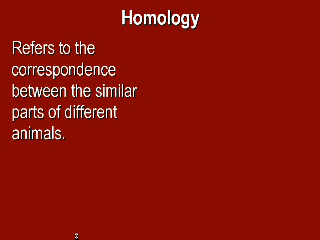 Homology
Refers to the
correspondence
between the similar
parts of different
animals.